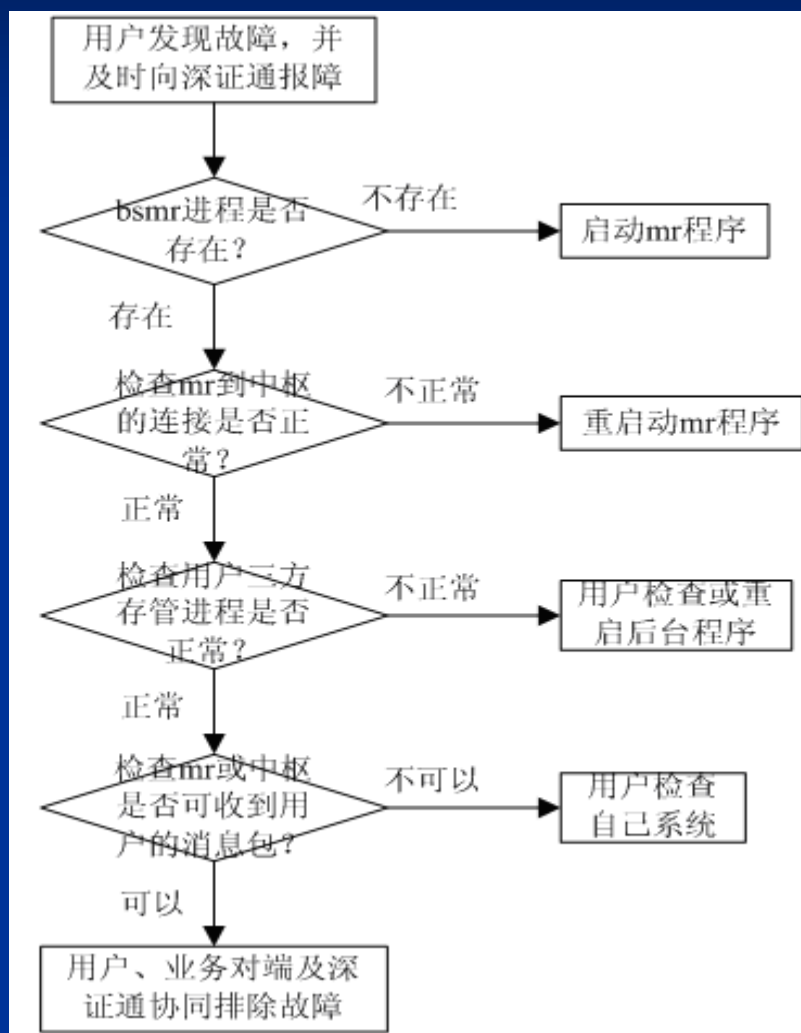 用户发现故障，并
及时向深证通报障
bsmr进程是否
存在？
不存在
启动mr程序
存在
检查mr到中枢
的连接是否正
常？
不正常
重启动mr程序
正常
检查用户三方
存管进程是否
正常？
不正常
用户检查或重
启后台程序
正常
检查mr或中枢
是否可收到用
户的消息包？
不可以
用户检查
自己系统
可以
用户、业务对端及深
证通协同排除故障